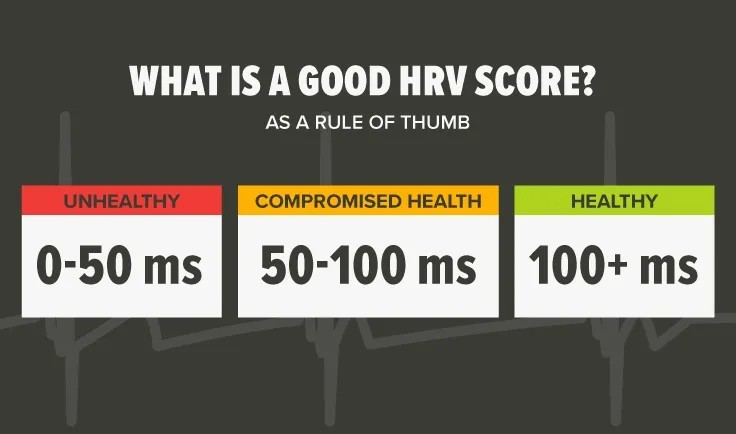 WHAT IS A GOOD HRV SCORE?
AS A RULE OF THUMB
UNHEALTHY
0-50 ms
COMPROMISED HEALTH
50-100 ms
HEALTHY
100+ ms